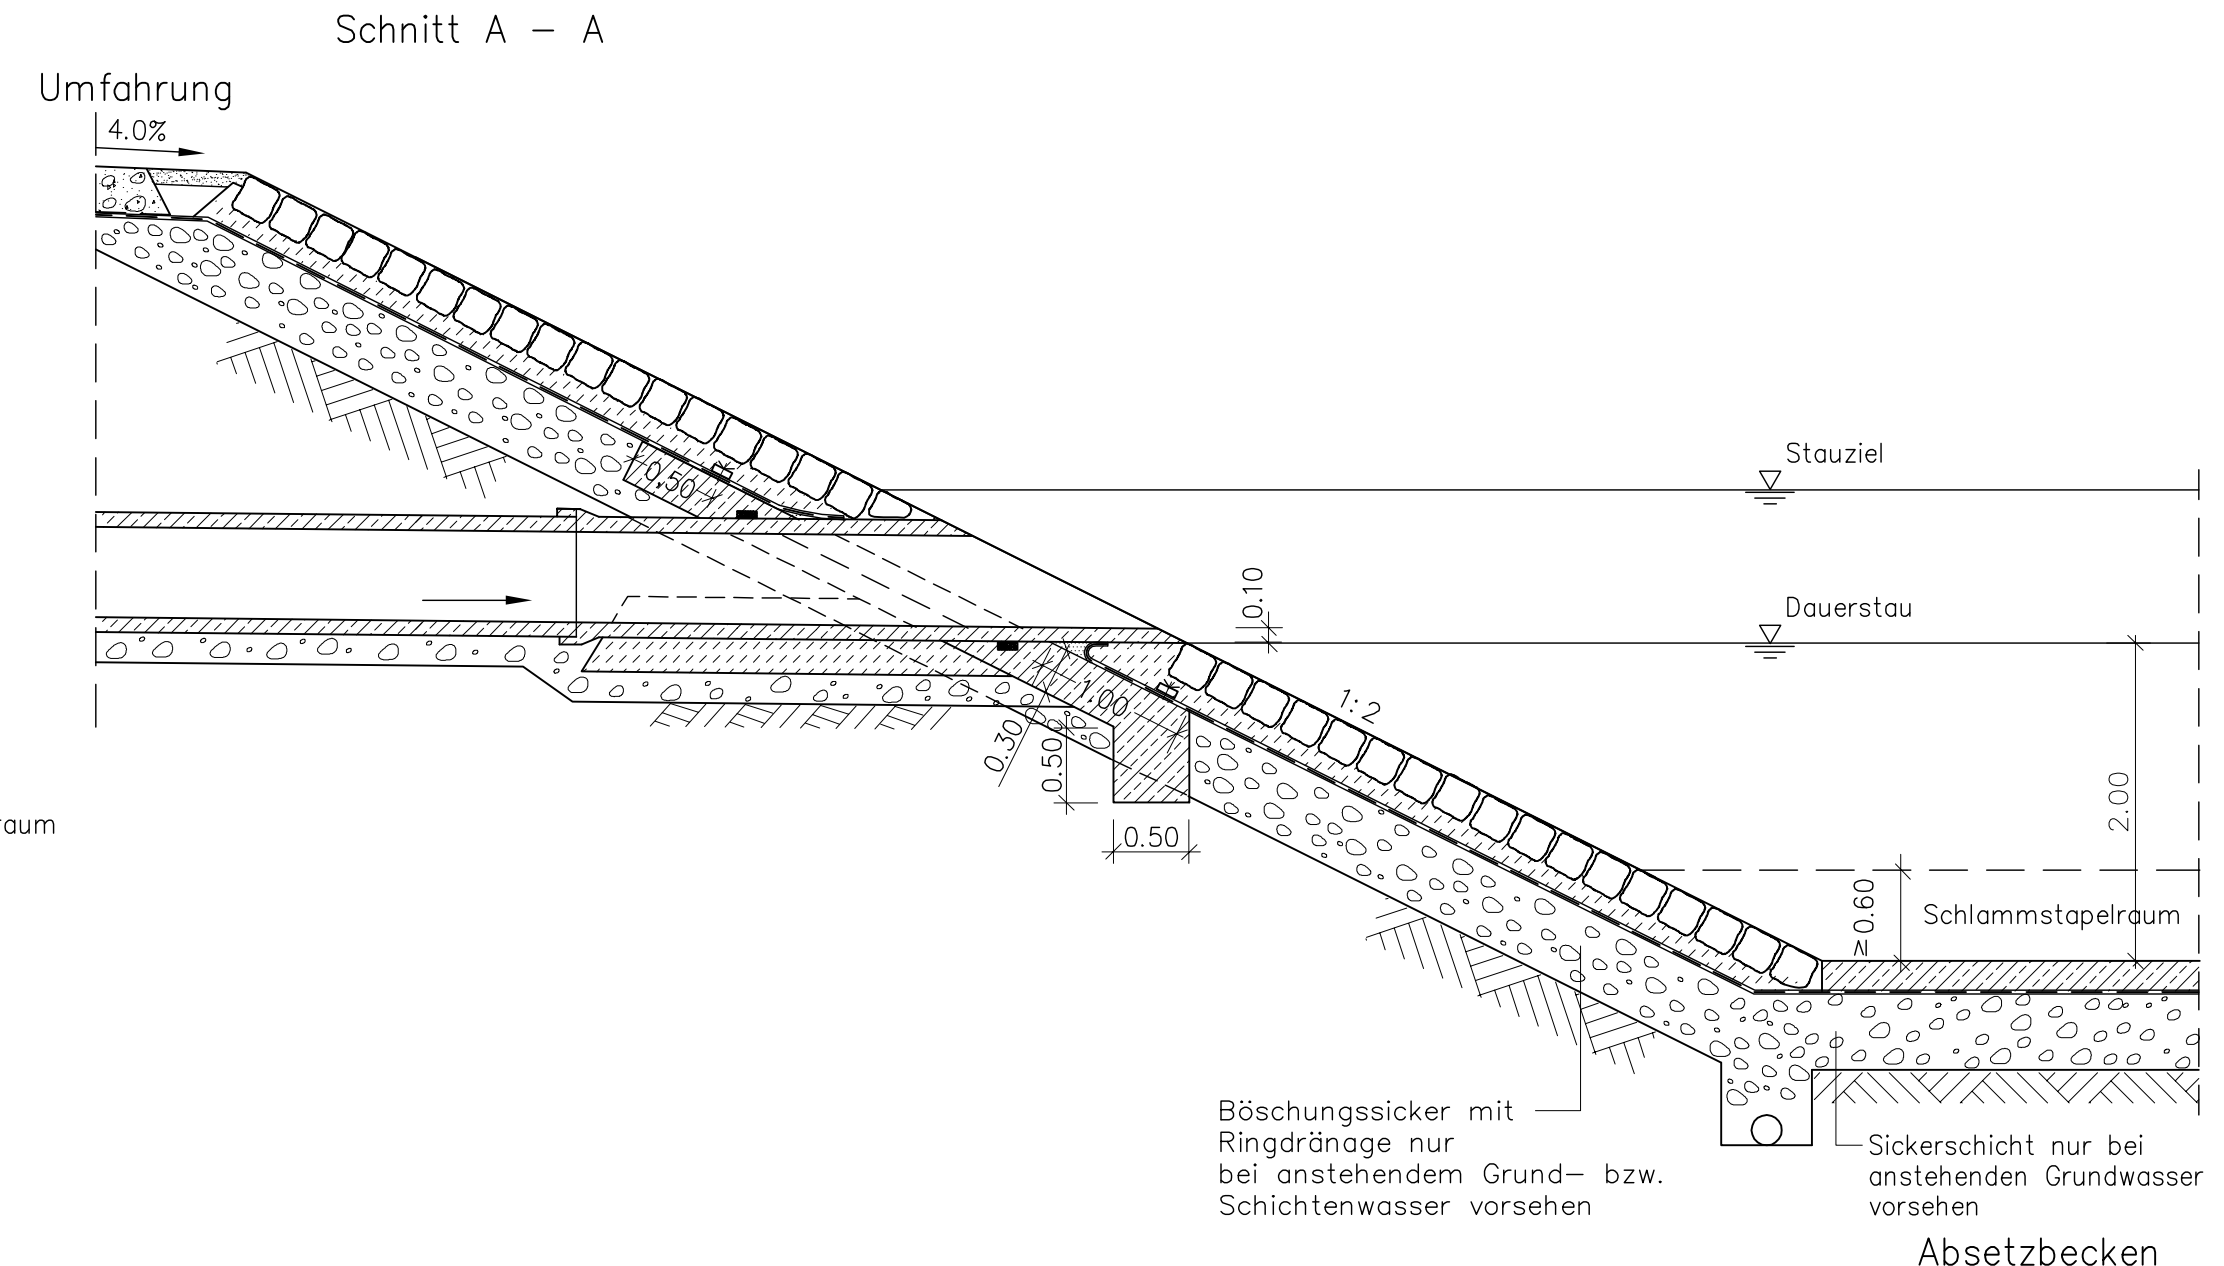 Schnitt A - A
Umfahrung
4.0%
Stauziel
0.50
0.10
Dauerstau
1:2
1.00
0.30
0.50
0.50
2.00
raum
≥0.60
Schlammstapelraum
Böschungssicker mit
Ringdränage nur
bei anstehendem Grund- bzw.
Schichtenwasser vorsehen
Sickerschicht nur bei
anstehenden Grundwasser
vorsehen
Absetzbecken